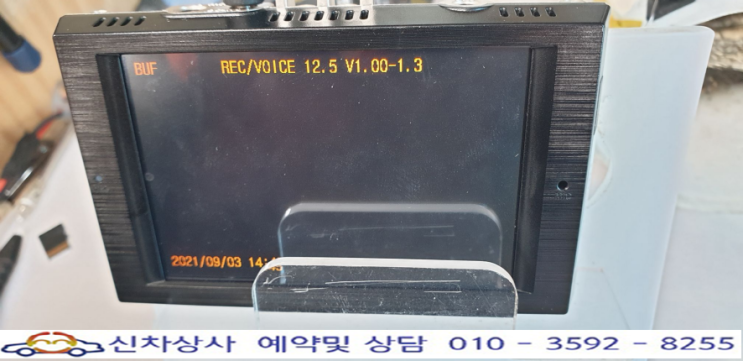 BUF REC/VOICE 12.5 V1.00-1.3
2021/09/03
신차상사 예약및 상담 010 - 3592 - 8255